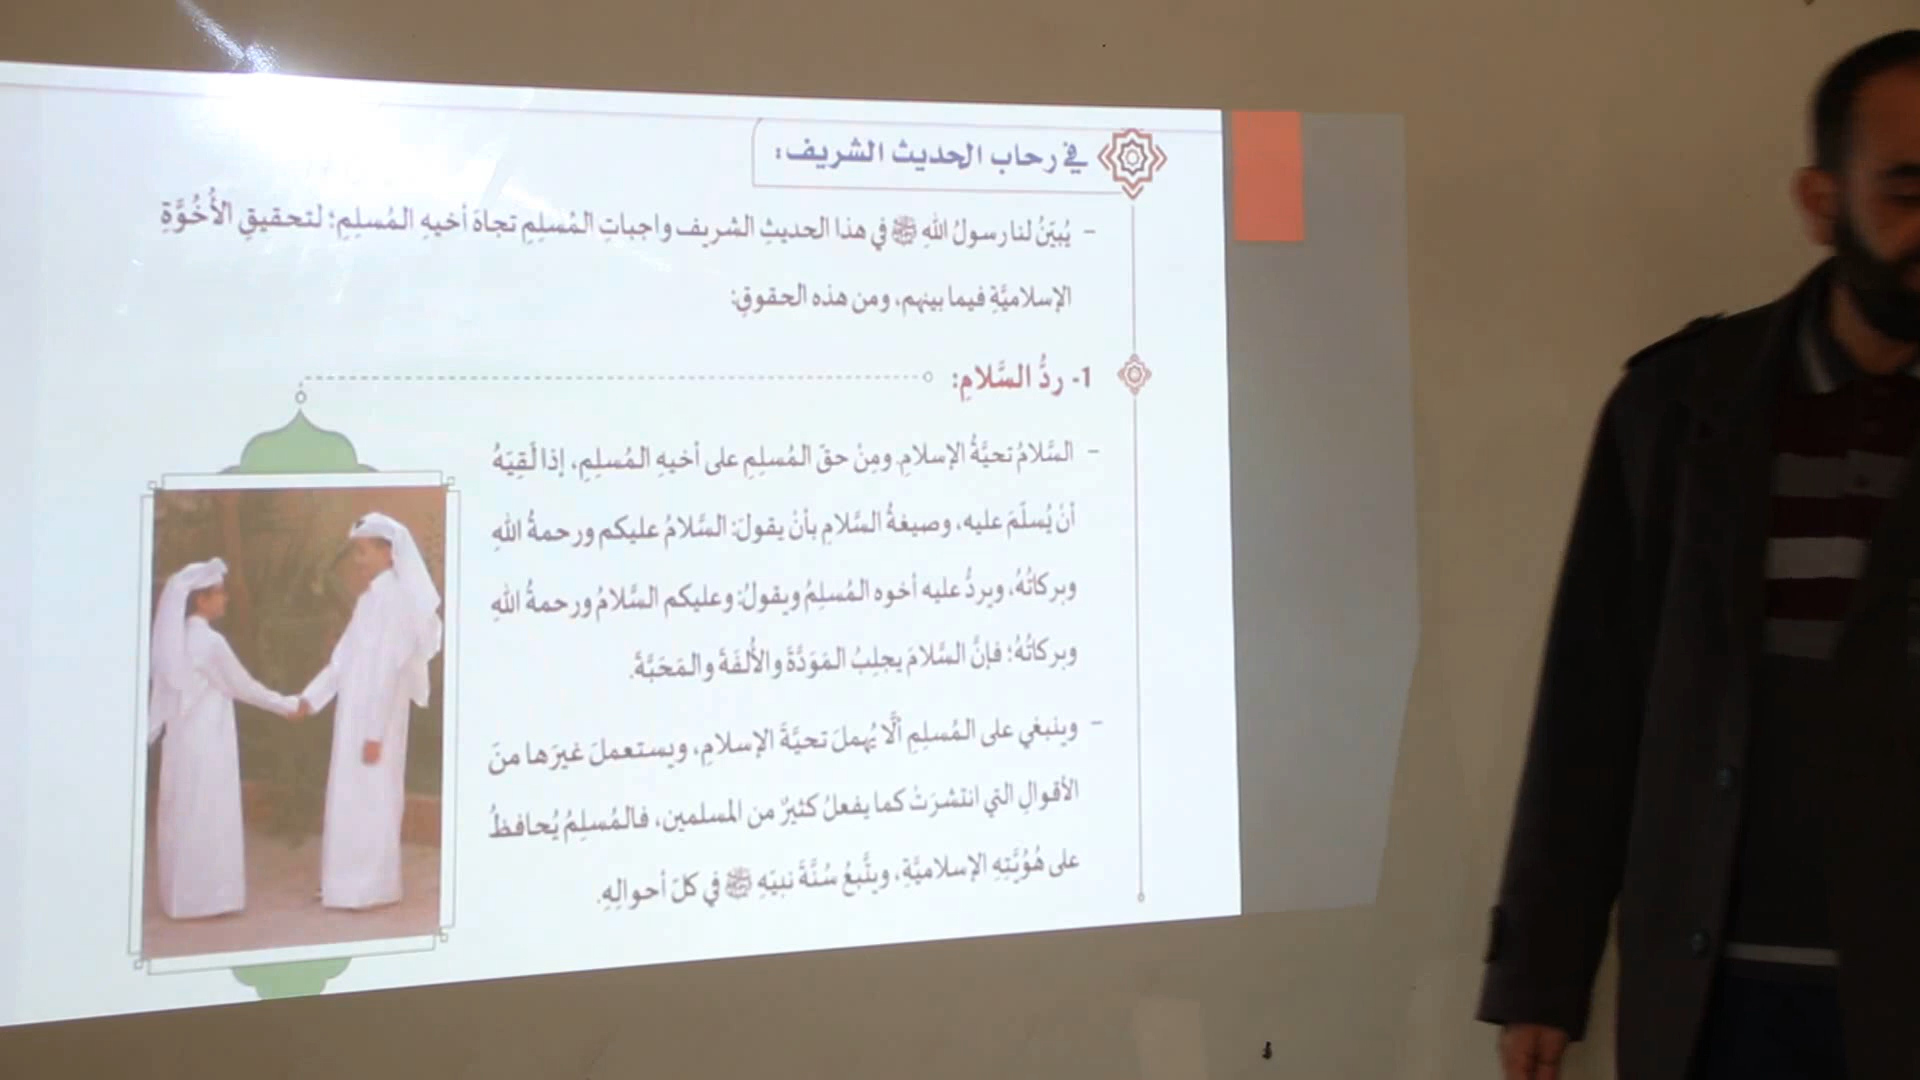 في رحاب الحديث الشريف:
- يُبيّنُ لنا رسولُ اللهِ ﷺ في هذا الحديثِ الشريف واجباتِ المُسلِمِ تجاهَ أخيهِ المُسلِمِ؛ لتحقيقِ الأُخُوَّةِ
الإسلاميَّةِ فيما بينهم، ومن هذه الحقوقِ:
1- ردُّ السَّلامِ:
- السَّلامُ تحيَّةُ الإسلامِ. ومِنْ حقّ المُسلِمِ على أخيهِ المُسلِمِ، إذا لَقِيَهُ
أنْ يُسلّمَ عليه، وصيغةُ السَّلامِ بأنْ يقولَ: السَّلامُ عليكم ورحمةُ اللهِ
وبركاتُهُ، ويردُّ عليه أخوه المُسلِمُ ويقولُ: وعليكم السَّلامُ ورحمةُ اللهِ
وبركاتُهُ؛ فإنَّ السَّلامَ يجلِبُ المَوَدَّةَ والأُلفَةَ والمَحَبَّةَ.
- وينبغي على المُسلِمِ ألَّا يُهملَ تحيَّةَ الإسلامِ، ويستعملَ غيرَها منَ
الأقوالِ التي انتشرَتْ كما يفعلُ كثيرٌ من المسلمين، فالمُسلِمُ يُحافظُ
على هُوُيَّتِهِ الإسلاميَّةِ، ويتَّبعُ سُنَّةَ نبيّهِ ﷺ في كلّ أحوالِهِ.